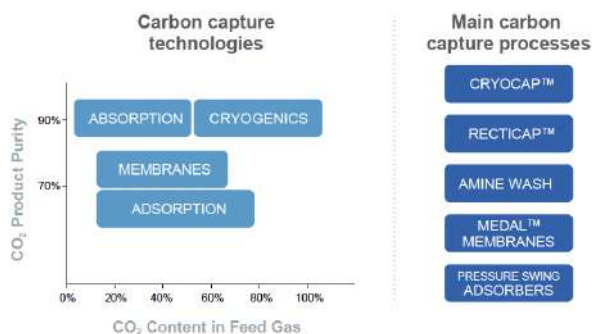 Carbon capture
technologies
CO₂ Product Purity
90%
70%
ABSORPTION
CRYOGENICS
MEMBRANES
ADSORPTION
0%
20%
40%
60%
80%
100%
CO₂ Content in Feed Gas
Main carbon
capture processes
CRYOCAP™
RECTICAP™
AMINE WASH
MEDAL™
MEMBRANES
PRESSURE SWING
ADSORBERS